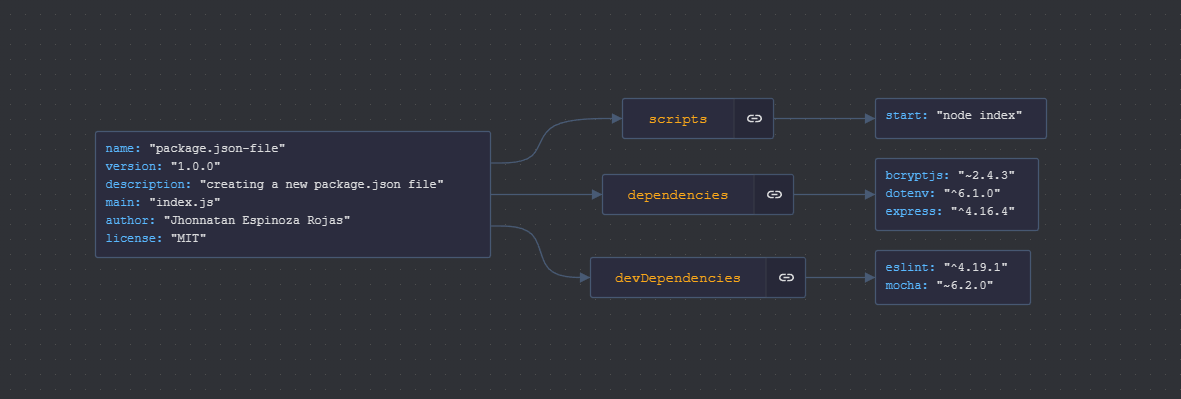 name: "package.json-file"
version: "1.0.0"
description: "creating a new package.json file"
main: "index.js"
author: "Jhonnatan Espinoza Rojas"
license: "MIT"
scripts
start: "node index"
dependencies
bcryptjs: "~2.4.3"
dotenv: "^6.1.0"
express: "^4.16.4"
devDependencies
eslint: "^4.19.1"
mocha: "~6.2.0"